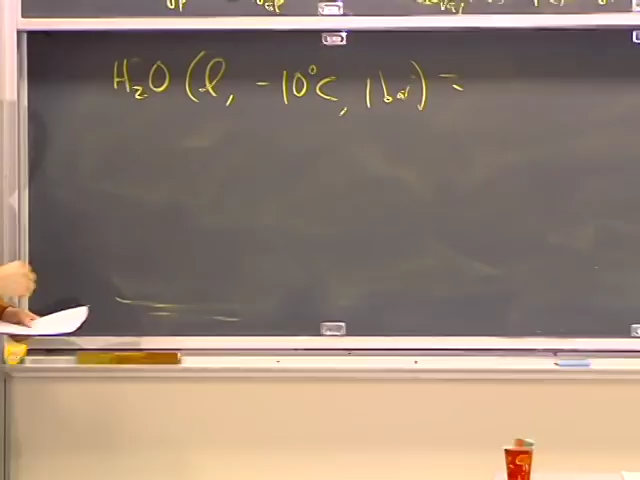 H₂O (l, -10°C, 1 bar) =